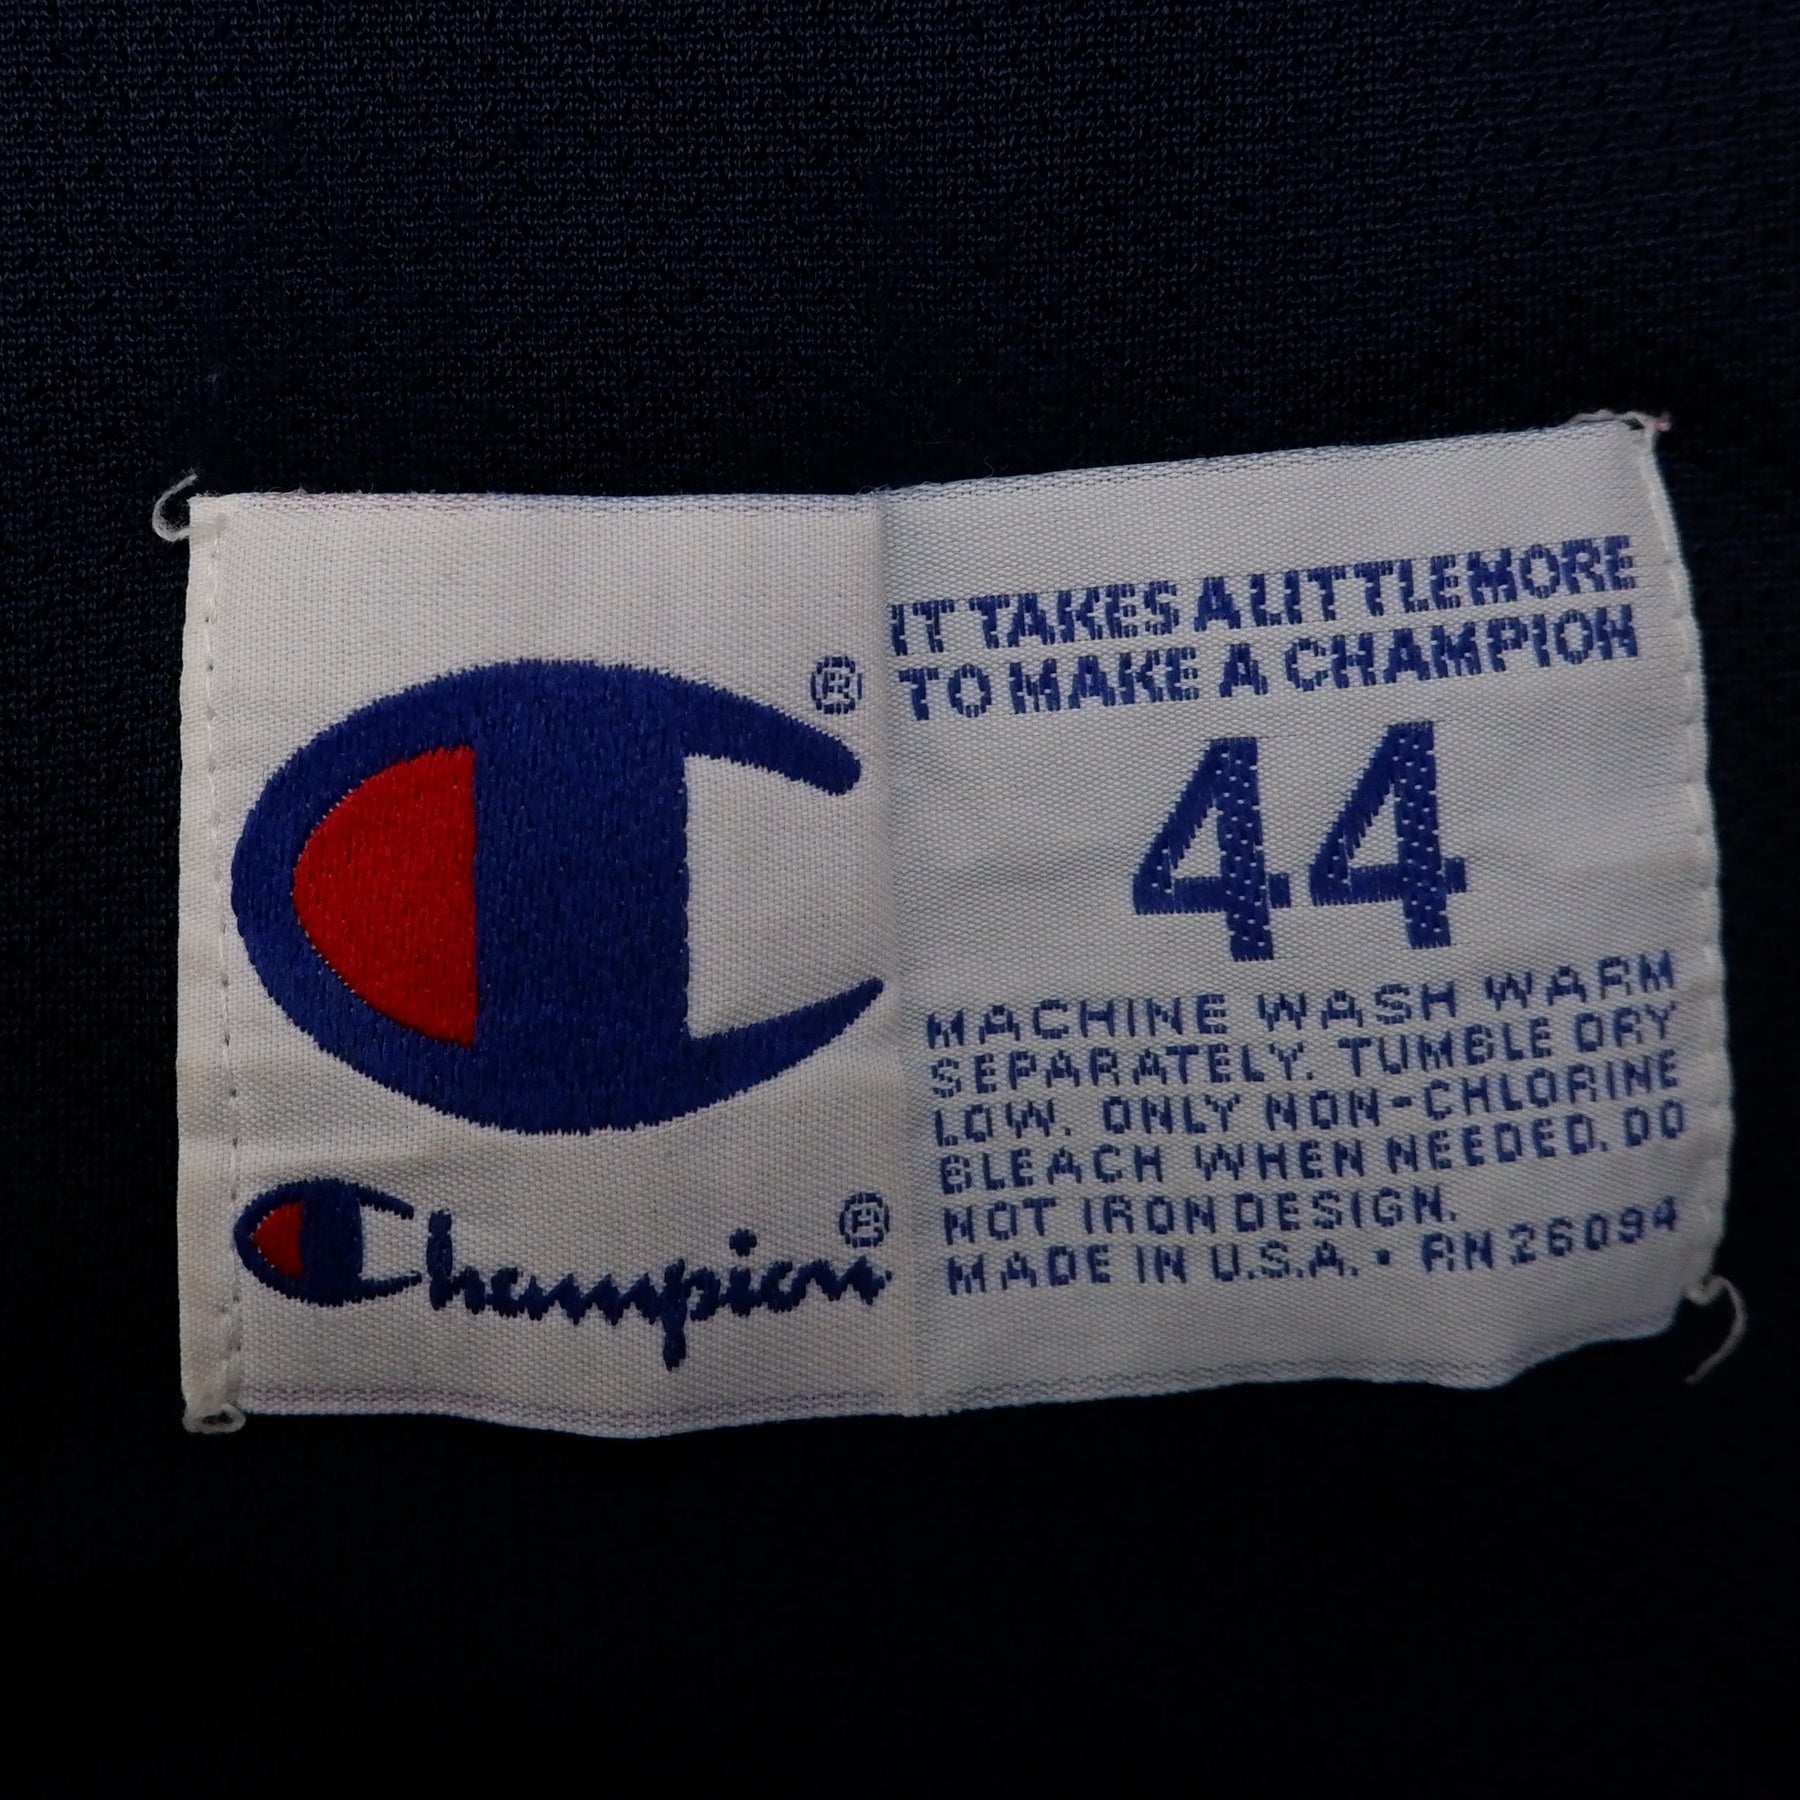 IT TAKES A LITTLE MORE
TO MAKE A CHAMPION
44
®
Champion®
MACHINE WASH WARM
SEPARATELY. TUMBLE DRY
LOW. ONLY NON-CHLORINE
BLEACH WHEN NEEDED. DO
NOT IRON DESIGN.
MADE IN U.S.A. • RN 26094